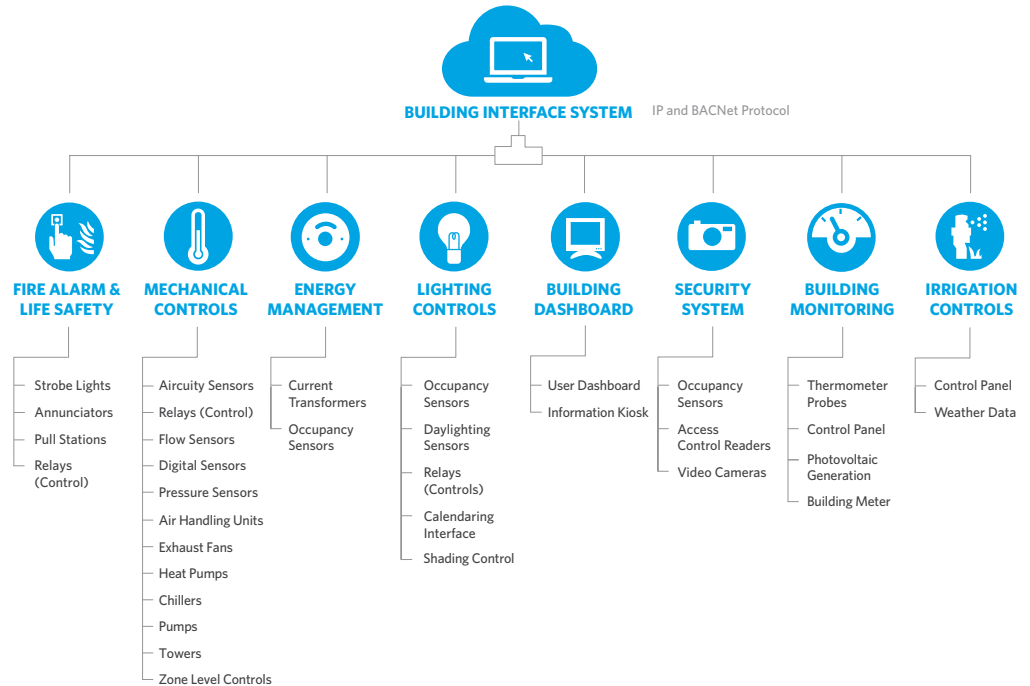 BUILDING INTERFACE SYSTEM
IP and BACNet Protocol
FIRE ALARM &
LIFE SAFETY
Strobe Lights
Annunciators
Pull Stations
Relays
(Control)
MECHANICAL
CONTROLS
Aircuity Sensors
Relays (Control)
Flow Sensors
Digital Sensors
Pressure Sensors
Air Handling Units
Exhaust Fans
Heat Pumps
Chillers
Pumps
Towers
Zone Level Controls
ENERGY
MANAGEMENT
Current
Transformers
Occupancy
Sensors
LIGHTING
CONTROLS
Occupancy
Sensors
Daylighting
Sensors
Relays
(Controls)
Calendaring
Interface
Shading Control
BUILDING
DASHBOARD
User Dashboard
Information Kiosk
SECURITY
SYSTEM
Occupancy
Sensors
Access
Control Readers
Video Cameras
BUILDING
MONITORING
Thermometer
Probes
Control Panel
Photovoltaic
Generation
Building Meter
IRRIGATION
CONTROLS
Control Panel
Weather Data